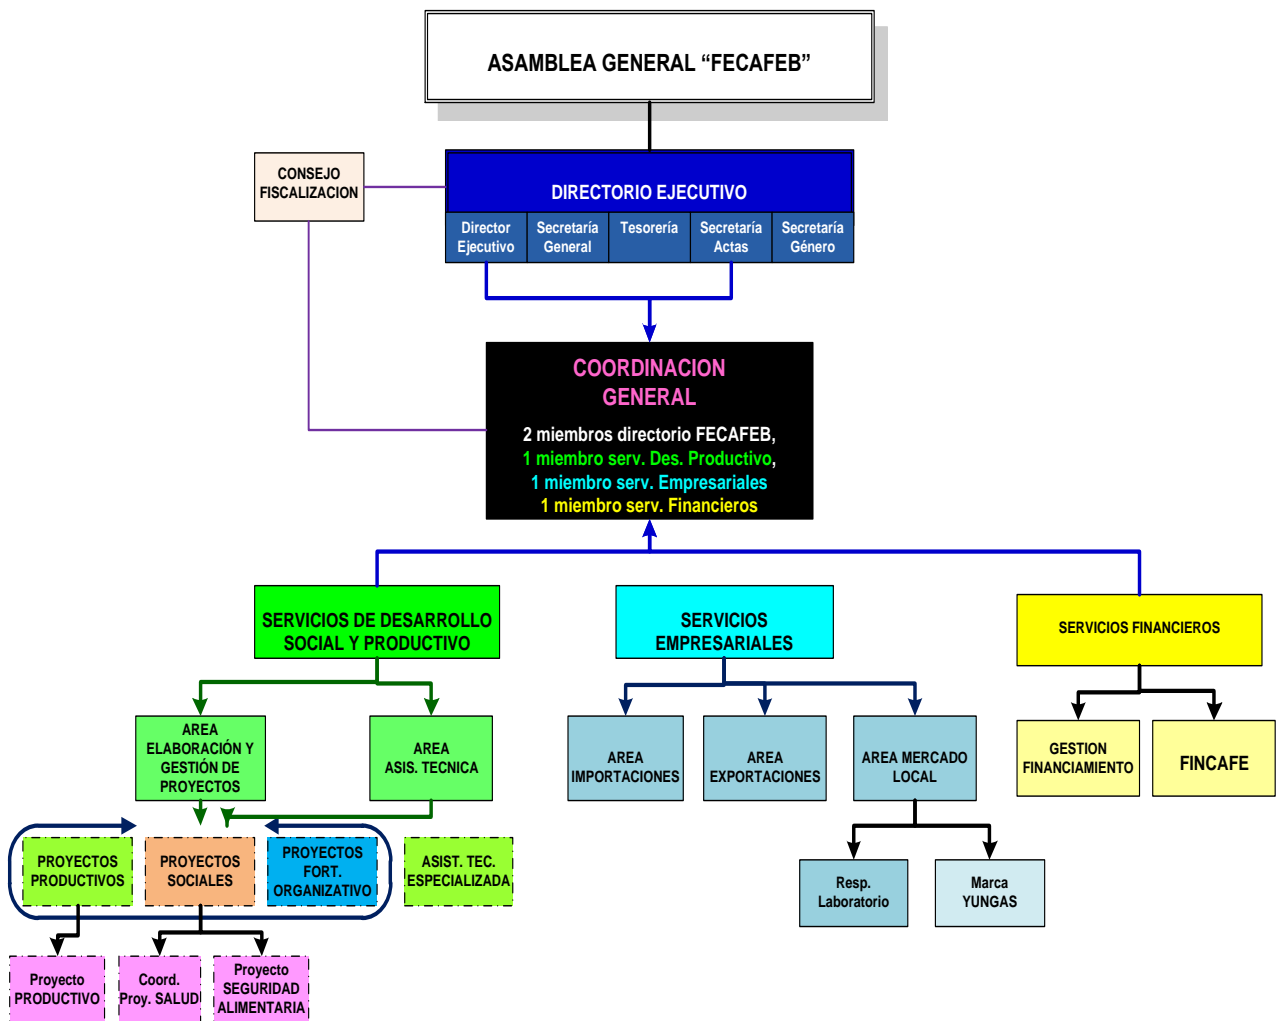 ASAMBLEA GENERAL “FECAFEB”
CONSEJO
FISCALIZACION
DIRECTORIO EJECUTIVO
Director
Ejecutivo
Secretaría
General
Tesorería
Secretaría
Actas
Secretaría
Género
COORDINACION
GENERAL
2 miembros directorio FECAFEB,
1 miembro serv. Des. Productivo,
1 miembro serv. Empresariales
1 miembro serv. Financieros
SERVICIOS DE DESARROLLO
SOCIAL Y PRODUCTIVO
SERVICIOS
EMPRESARIALES
SERVICIOS FINANCIEROS
AREA
ELABORACIÓN Y
GESTIÓN DE
PROYECTOS
AREA
ASIS. TECNICA
AREA
IMPORTACIONES
AREA
EXPORTACIONES
AREA MERCADO
LOCAL
GESTION
FINANCIAMIENTO
FINCAFE
PROYECTOS
PRODUCTIVOS
PROYECTOS
SOCIALES
PROYECTOS
FORT.
ORGANIZATIVO
ASIST. TEC.
ESPECIALIZADA
Resp.
Laboratorio
Marca
YUNGAS
Proyecto
PRODUCTIVO
Coord.
Proy. SALUD
Proyecto
SEGURIDAD
ALIMENTARIA